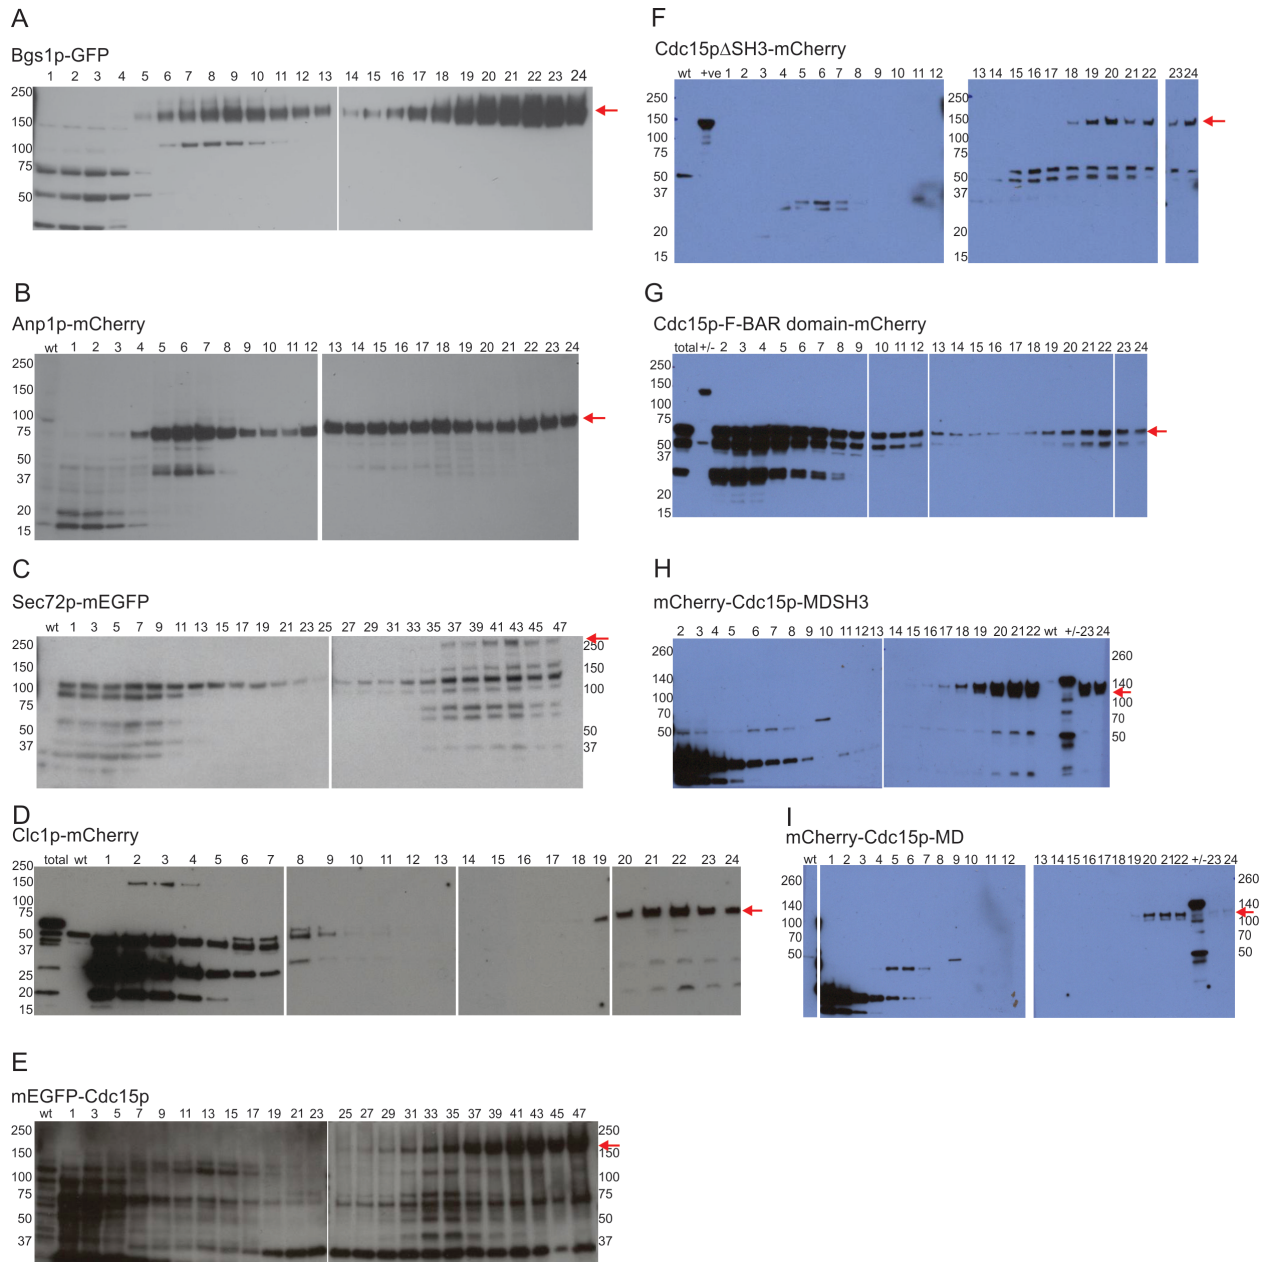 A
Bgs1p-GFP
1 2 3 4 5 6 7 8 9 10 11 12 13 14 15 16 17 18 19 20 21 22 23 24
250
150
100
75
50
B
Anp1p-mCherry
wt 1 2 3 4 5 6 7 8 9 10 11 12 13 14 15 16 17 18 19 20 21 22 23 24
250
150
100
75
50
37
20
15
C
Sec72p-mEGFP
wt 1 3 5 7 9 11 13 15 17 19 21 23 25 27 29 31 33 35 37 39 41 43 45 47
250 250
150 150
100 100
75
50 50
37 37
D
Clc1p-mCherry
total wt 1 2 3 4 5 6 7 8 9 10 11 12 13 14 15 16 17 18 19 20 21 22 23 24
250
150
100
75
50
37
25
20
15
E
mEGFP-Cdc15p
wt 1 3 5 7 9 11 13 15 17 19 21 23 25 27 29 31 33 35 37 39 41 43 45 47
250 250
150 150
100 100
75 75
50 50
37 37
F
Cdc15pΔSH3-mCherry
wt +ve 1 2 3 4 5 6 7 8 9 10 11 12 13 14 15 16 17 18 19 20 21 22 23 24
250 250
150 150
100 100
75 75
50 50
37 37
20 20
15 15
G
Cdc15p-F-BAR domain-mCherry
total +/- 2 3 4 5 6 7 8 9 10 11 12 13 14 15 16 17 18 19 20 21 22 23 24
250
150
100
75
50
37
20
15
H
mCherry-Cdc15p-MDSH3
2 3 4 5 6 7 8 9 10 11 12 13 14 15 16 17 18 19 20 21 22 wt +/- 23 24
260 260
140 140
100 100
70 70
50 50
I
mCherry-Cdc15p-MD
wt 1 2 3 4 5 6 7 8 9 10 11 12 13 14 15 16 17 18 19 20 21 22 +/- 23 24
260 260
140 140
100 100
70 70
50 50